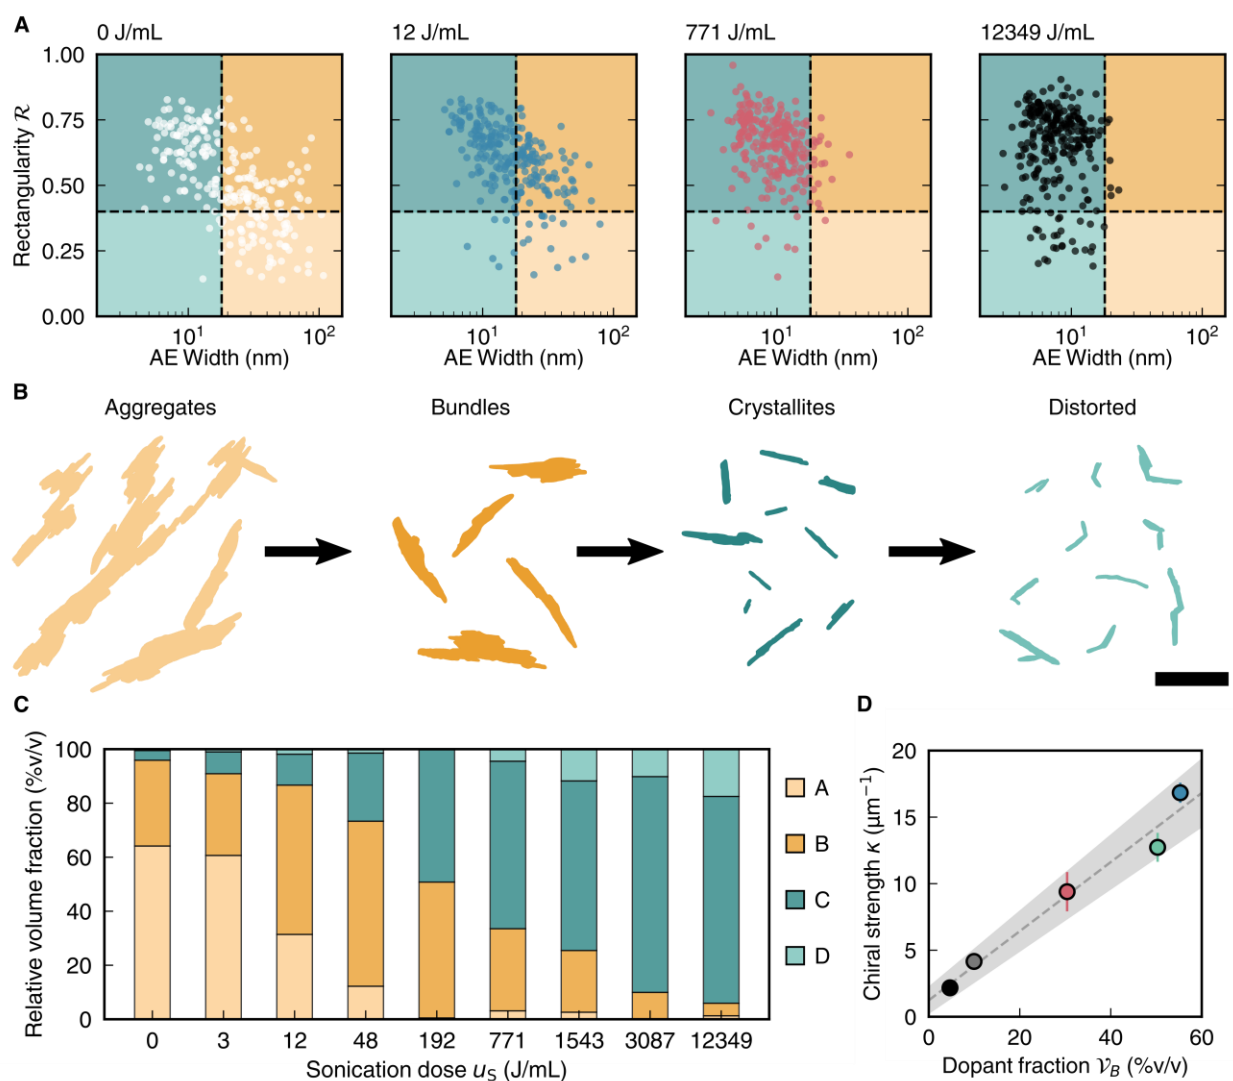 A
0 J/mL
12 J/mL
771 J/mL
12349 J/mL
Rectangularity ℛ
1.00
0.75
0.50
0.25
0.00
10¹ 10²
10¹ 10²
10¹ 10²
10¹ 10²
AE Width (nm)
AE Width (nm)
AE Width (nm)
AE Width (nm)
B
Aggregates
Bundles
Crystallites
Distorted
C
Relative volume fraction (%v/v)
100
80
60
40
20
0
0 3 12 48 192 771 1543 3087 12349
Sonication dose uS (J/mL)
A
B
C
D
D
Chiral strength κ (μm⁻¹)
20
15
10
5
0
0 20 40 60
Dopant fraction 𝒱B (%v/v)